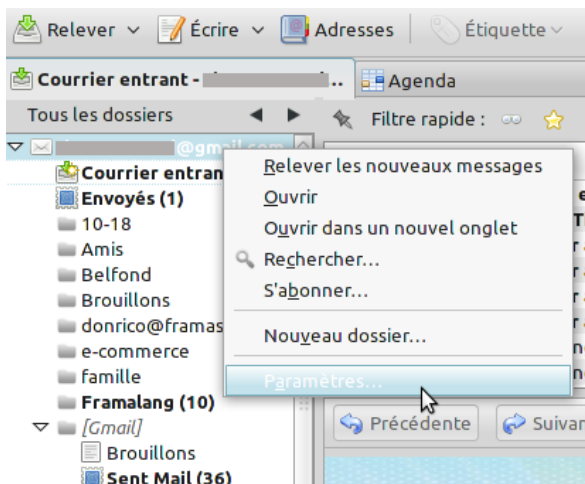 Relever Écrire Adresses Étiquette
Courrier entrant - .. Agenda
Tous les dossiers Filtre rapide :
@gmail.com
Relever les nouveaux messages
Courrier entran
Ouvrir
Envoyés (1)
Ouvrir dans un nouvel onglet
10-18
Amis
Rechercher...
Belfond
S'abonner...
Brouillons
donrico@framas
Nouveau dossier...
e-commerce
famille
Paramètres...
Framalang (10)
[Gmail]
Précédente Suivan
Brouillons
Sent Mail (36)